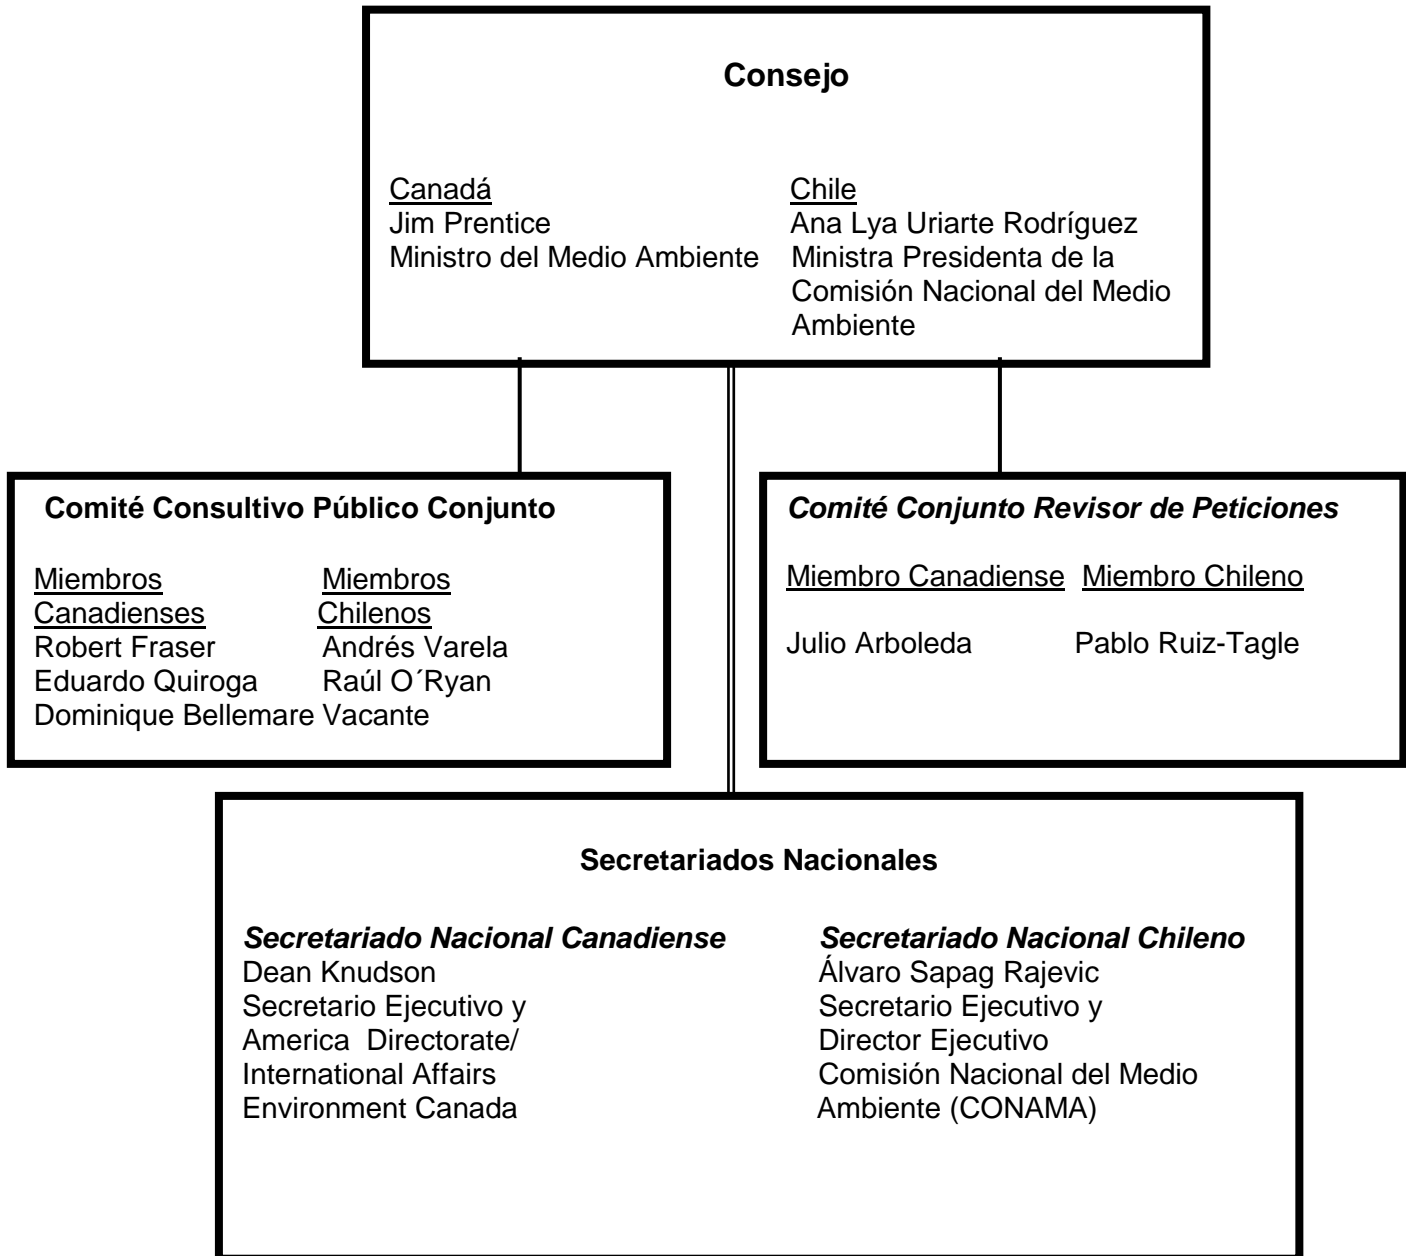 Consejo
Canadá
Jim Prentice
Ministro del Medio Ambiente
Chile
Ana Lya Uriarte Rodríguez
Ministra Presidenta de la
Comisión Nacional del Medio
Ambiente
Comité Consultivo Público Conjunto
Miembros
Canadienses
Robert Fraser
Eduardo Quiroga
Dominique Bellemare
Miembros
Chilenos
Andrés Varela
Raúl O´Ryan
Vacante
Comité Conjunto Revisor de Peticiones
Miembro Canadiense
Julio Arboleda
Miembro Chileno
Pablo Ruiz-Tagle
Secretariados Nacionales
Secretariado Nacional Canadiense
Dean Knudson
Secretario Ejecutivo y
America  Directorate/
International Affairs
Environment Canada
Secretariado Nacional Chileno
Álvaro Sapag Rajevic
Secretario Ejecutivo y
Director Ejecutivo
Comisión Nacional del Medio
Ambiente (CONAMA)